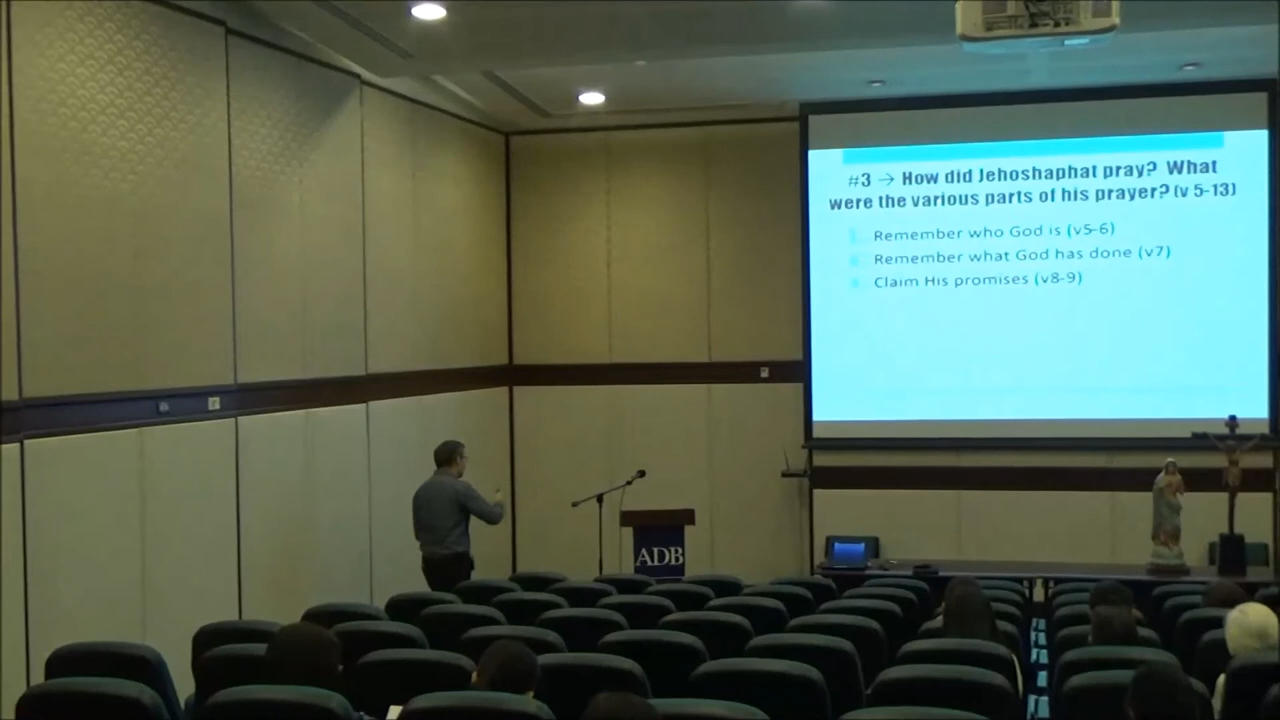 #3 → How did Jehoshaphat pray? What
were the various parts of his prayer? (v 5-13)
Remember who God is (v5-6)
Remember what God has done (v7)
Claim His promises (v8-9)
ADB